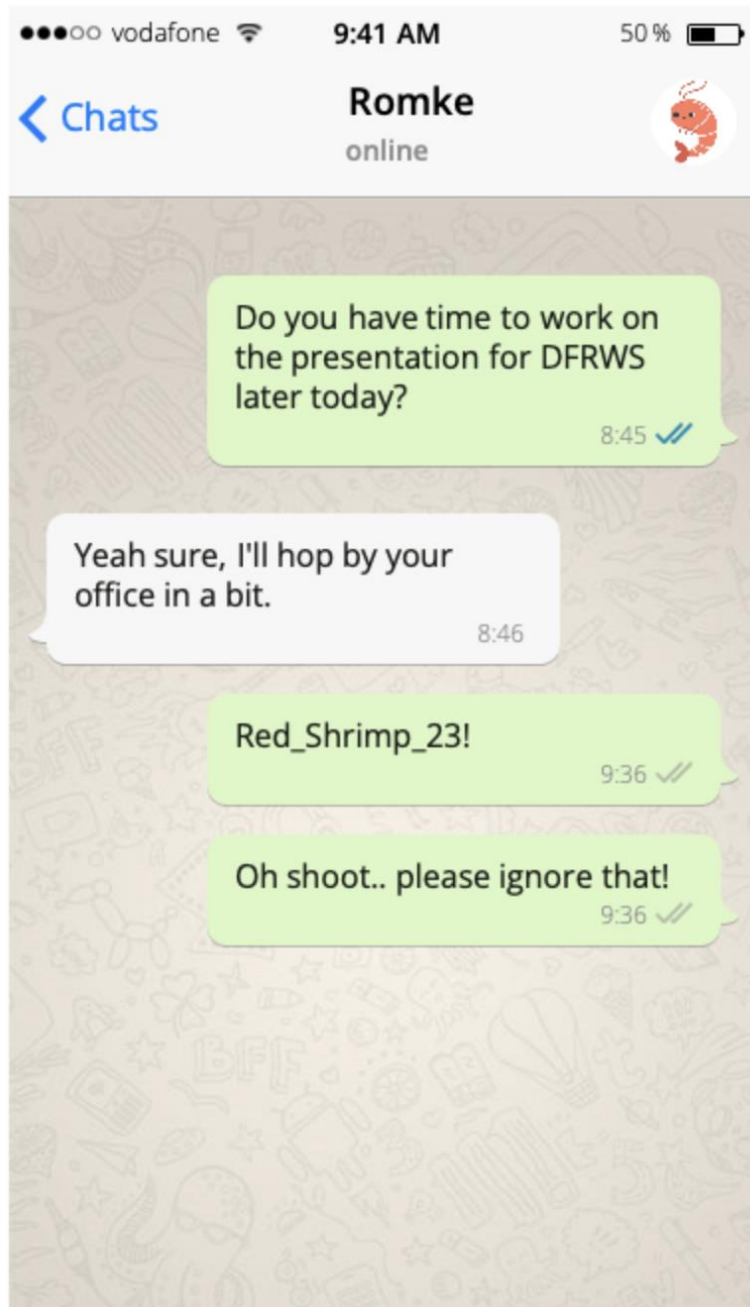 vodafone 9:41 AM 50 %
Chats Romke
online
Do you have time to work on
the presentation for DFRWS
later today?
8:45
Yeah sure, I'll hop by your
office in a bit.
8:46
Red_Shrimp_23!
9:36
Oh shoot.. please ignore that!
9:36
BFF
BFF